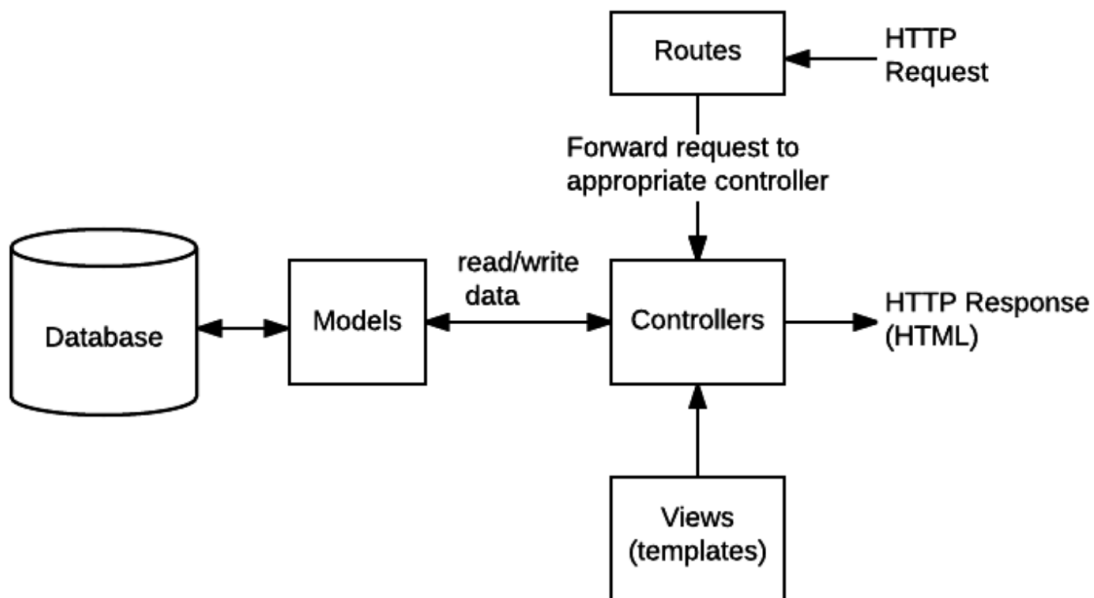 Routes
HTTP
Request
Forward request to
appropriate controller
read/write
data
Database
Models
Controllers
HTTP Response
(HTML)
Views
(templates)